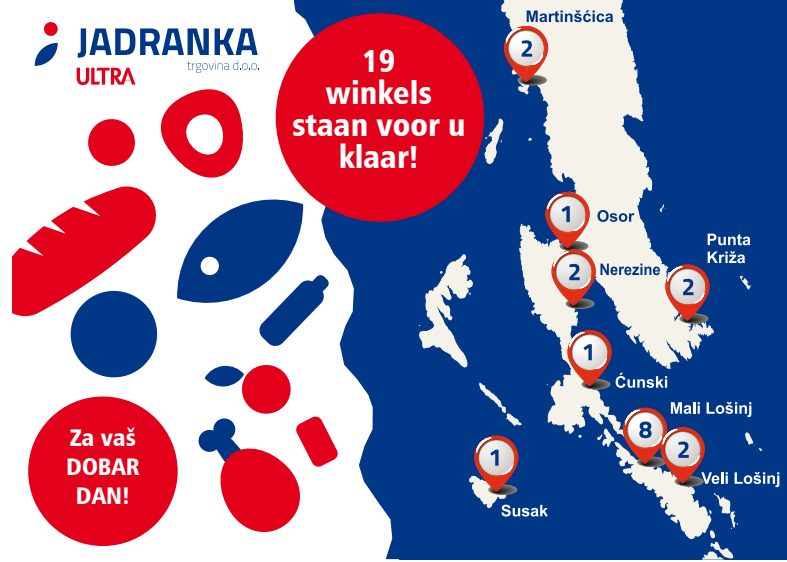 JADRANKA
trgovina d.o.o.
ULTRA
19
winkels
staan voor u
klaar!
Za vaš
DOBAR
DAN!
Martinšćica
2
1
Osor
2
Nerezine
Punta
Križa
2
1
Ćunski
Mali Lošinj
8
2
Veli Lošinj
1
Susak